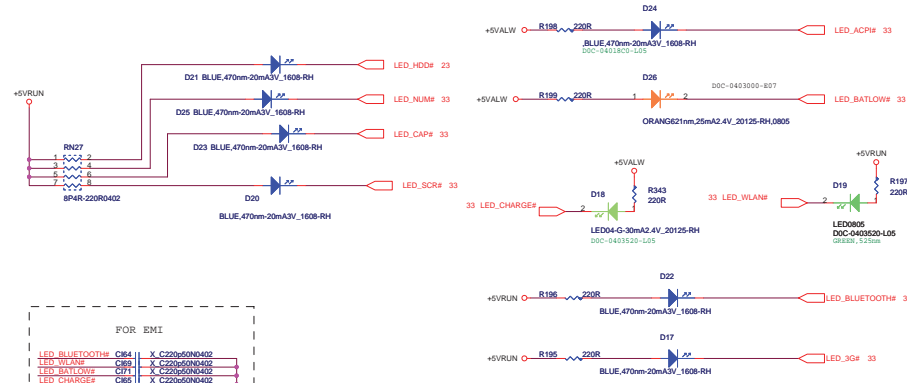 D24
+5VALW R198 220R LED_ACPI# 33
,BLUE,470nm-20mA3V_1608-RH
D0C-04018C0-L05
LED_HDD# 23
D21 BLUE,470nm-20mA3V_1608-RH
D26
D0C-0403000-E07
+5VALW R199 220R 1 2 LED_BATLOW# 33
ORANG621nm,25mA2.4V_20125-RH,0805
+5VRUN
LED_NUM# 33
D25 BLUE,470nm-20mA3V_1608-RH
LED_CAP# 33
D23 BLUE,470nm-20mA3V_1608-RH
RN27
1 2
3 4
5 6
7 8
8P4R-220R0402
LED_SCR# 33
D20
BLUE,470nm-20mA3V_1608-RH
+5VALW
D18
R343
220R
33 LED_CHARGE# 2 1
LED04-G-30mA2.4V_20125-RH
D0C-0403520-L05
+5VRUN
D19
R197
220R
33 LED_WLAN# 2 1
LED0805
D0C-0403520-L05
GREEN,525nm
D22
+5VRUN R196 220R LED_BLUETOOTH# 3
BLUE,470nm-20mA3V_1608-RH
D17
+5VRUN R195 220R LED_3G# 33
BLUE,470nm-20mA3V_1608-RH
FOR EMI
LED_BLUETOOTH# CI64 X_C220p50N0402
LED_WLAN# CI69 X_C220p50N0402
LED_BATLOW# CI71 X_C220p50N0402
LED_CHARGE# CI65 X_C220p50N0402